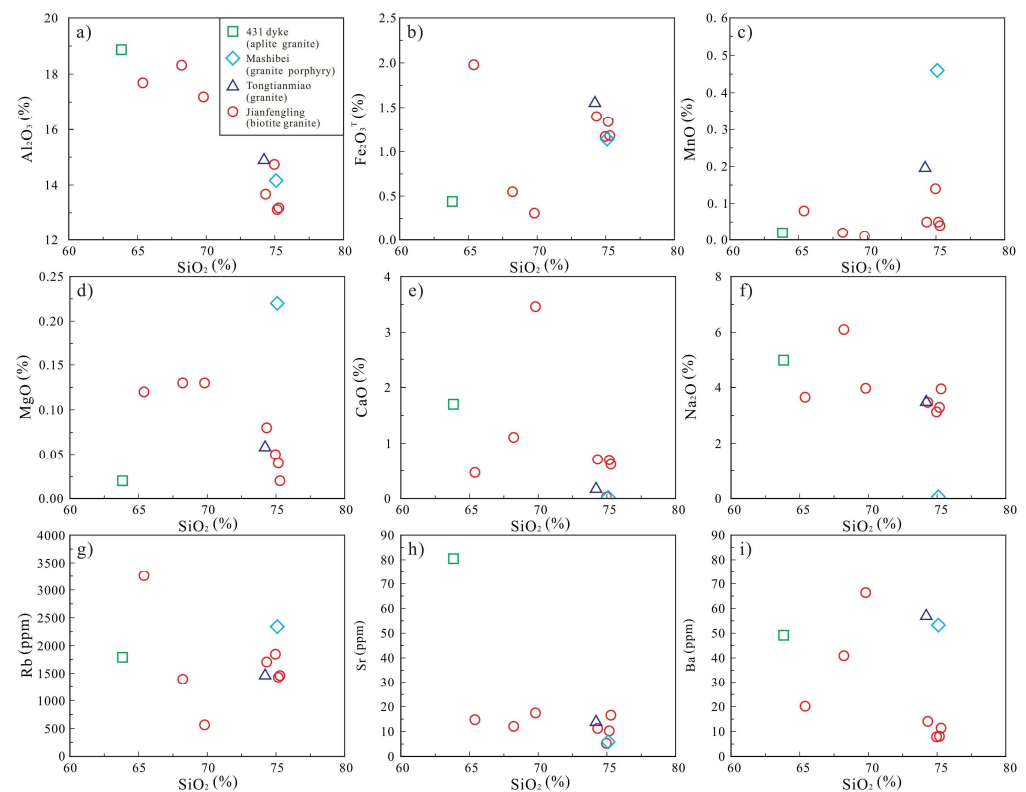 a)
431 dyke
(aplite granite)
Mashibei
(granite porphyry)
Tongtianmiao
(granite)
Jianfengling
(biotite granite)
20
18
16
14
12
Al₂O₃ (%)
60 65 70 75 80
SiO₂ (%)
b)
2.5
2.0
1.5
1.0
0.5
0.0
Fe₂O₃ᵀ (%)
60 65 70 75 80
SiO₂ (%)
c)
0. 6
0. 5
0. 4
0. 3
0. 2
0. 1
0. 0
MnO (%)
60 65 70 75 80
SiO₂ (%)
d)
0.25
0.20
0.15
0.10
0.05
0.00
MgO (%)
60 65 70 75 80
SiO₂ (%)
e)
4
3
2
1
0
CaO (%)
60 65 70 75 80
SiO₂ (%)
f)
8
6
4
2
0
Na₂O (%)
60 65 70 75 80
SiO₂ (%)
g)
4000
3500
3000
2500
2000
1500
1000
500
0
Rb (ppm)
60 65 70 75 80
SiO₂ (%)
h)
90
80
70
60
50
40
30
20
10
0
Sr (ppm)
60 65 70 75 80
SiO₂ (%)
i)
90
80
70
60
50
40
30
20
10
0
Ba (ppm)
60 65 70 75 80
SiO₂ (%)